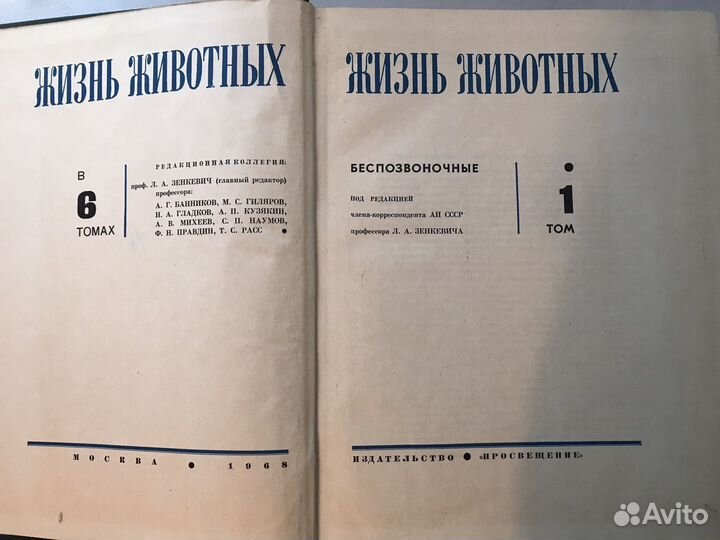 ЖИЗНЬ ЖИВОТНЫХ
В
6
ТОМАХ
РЕДАКЦИОННАЯ КОЛЛЕГИЯ:
проф. Л. А. ЗЕНКЕВИЧ (главный редактор)
профессора:
А. Г. БАННИКОВ, М. С. ГИЛЯРОВ,
Н. А. ГЛАДКОВ, А. П. КУЗЯКИН,
А. В. МИХЕЕВ, С. П. НАУМОВ,
Ф. Н. ПРАВДИН, Т. С. РАСС ●
МОСКВА ● 1968
ЖИЗНЬ ЖИВОТНЫХ
БЕСПОЗВОНОЧНЫЕ
ПОД РЕДАКЦИЕЙ
члена-корреспондента АН СССР
профессора Л. А. ЗЕНКЕВИЧА
●
1
ТОМ
ИЗДАТЕЛЬСТВО ● «ПРОСВЕЩЕНИЕ»
Avito